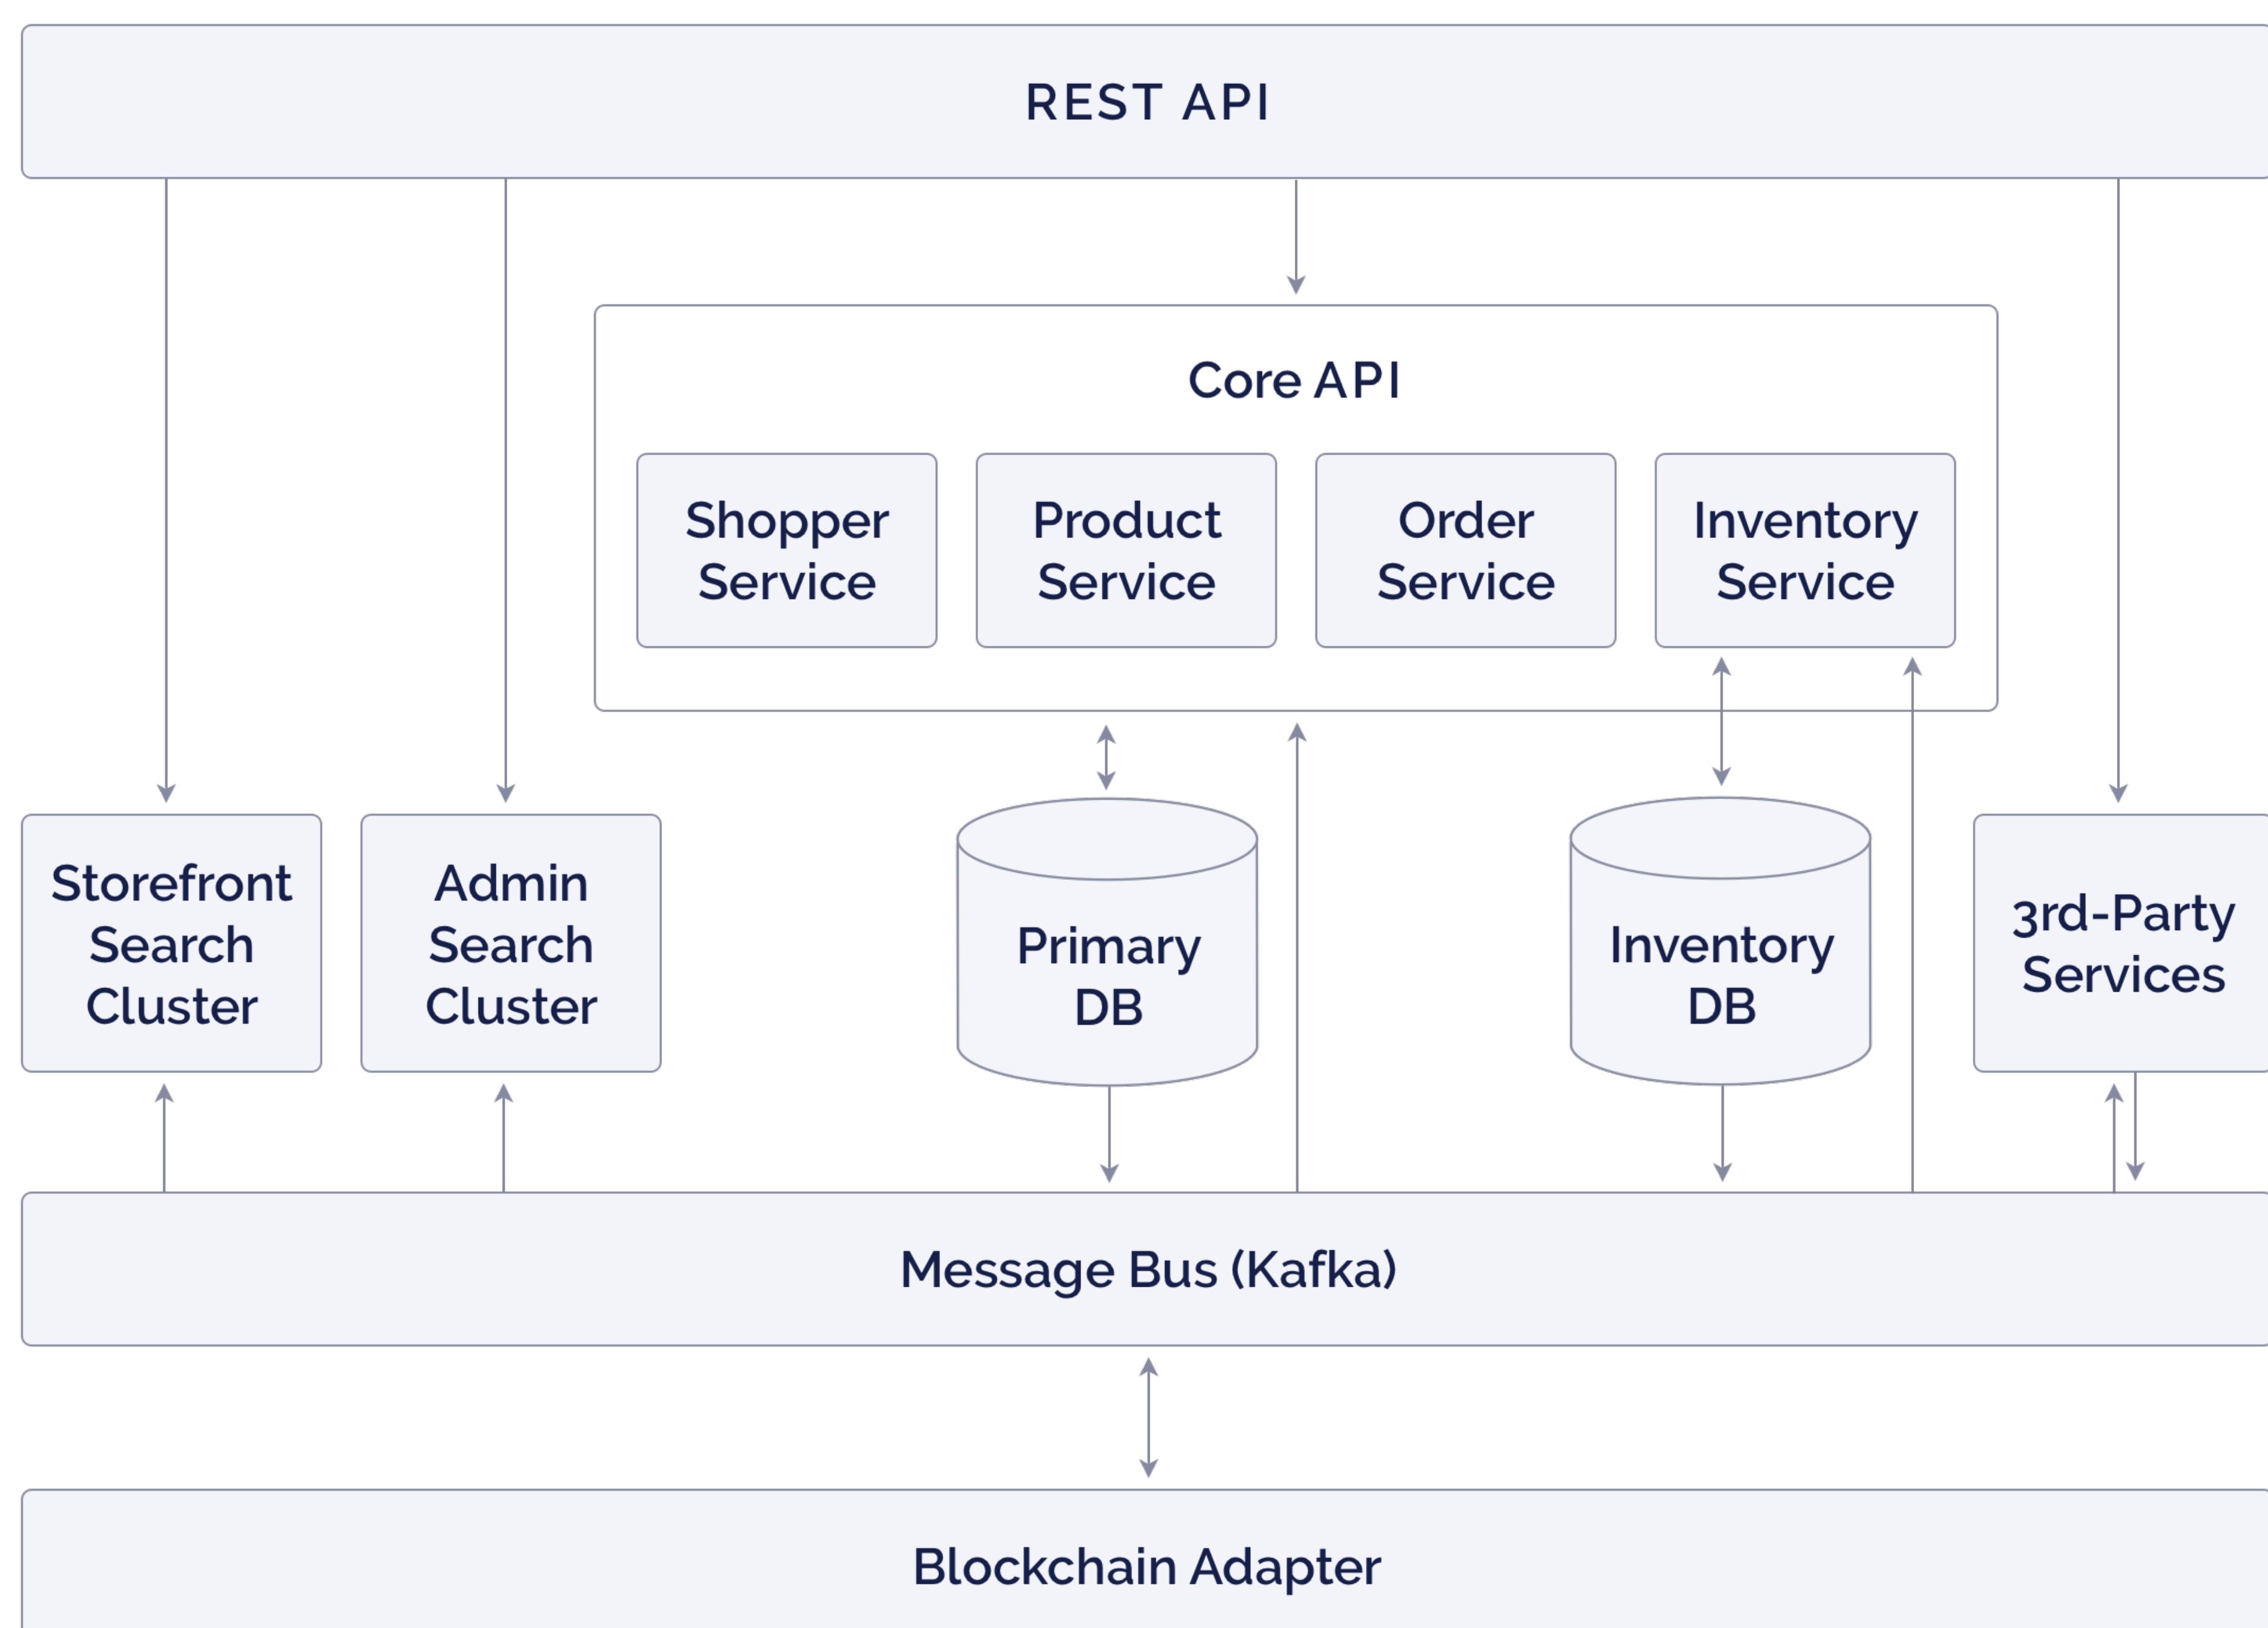 REST API
Core API
Shopper
Service
Product
Service
Order
Service
Inventory
Service
Storefront
Search
Cluster
Admin
Search
Cluster
Primary
DB
Inventory
DB
3rd-Party
Services
Message Bus (Kafka)
Blockchain Adapter